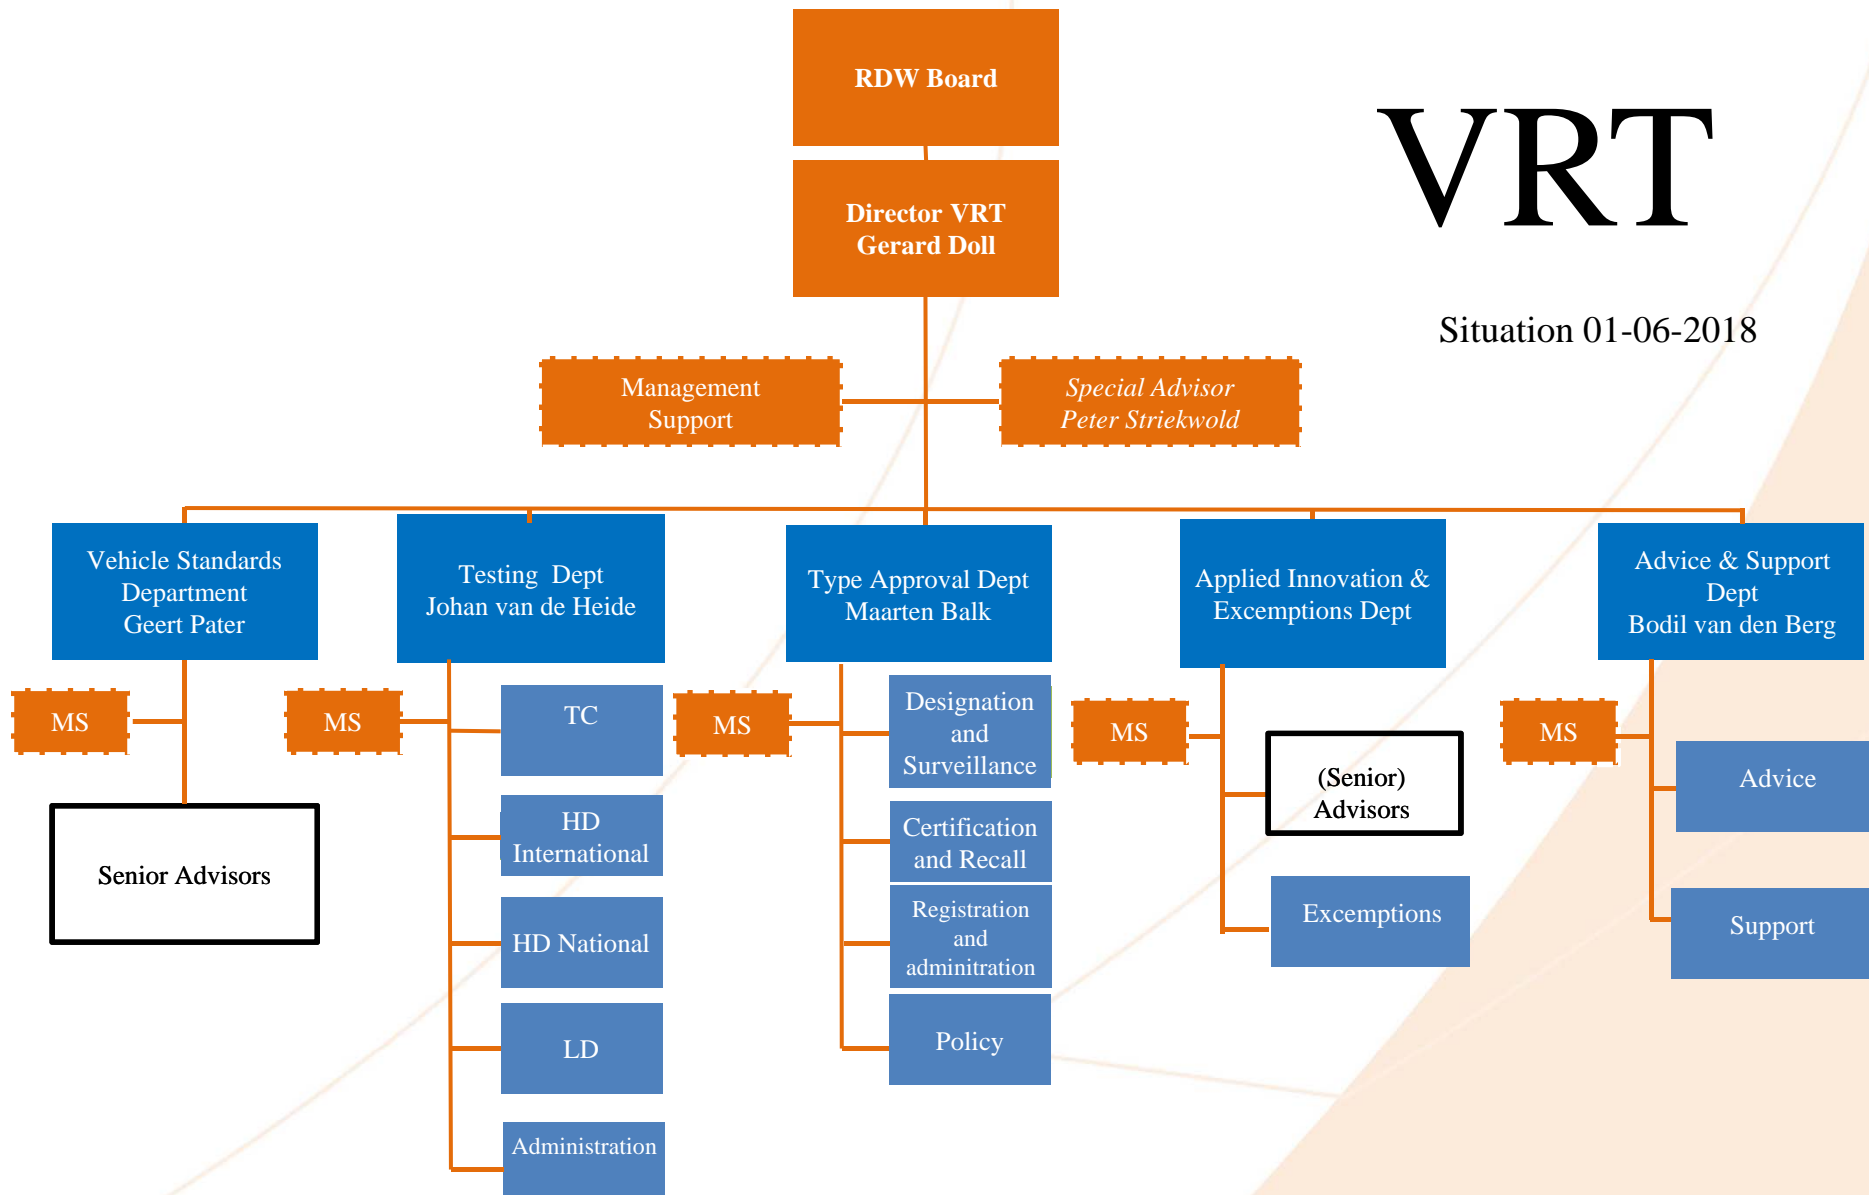 RDW Board
VRT
Director VRT
Gerard Doll
Situation 01-06-2018
Management
Support
Special Advisor
Peter Striekwold
Vehicle Standards
Department
Geert Pater
Testing Dept
Johan van de Heide
Type Approval Dept
Maarten Balk
Applied Innovation &
Excemptions Dept
Advice & Support
Dept
Bodil van den Berg
MS
Senior Advisors
MS
TC
HD
International
HD National
LD
Administration
MS
Designation
and
Surveillance
Certification
and Recall
Registration
and
adminitration
Policy
MS
(Senior)
Advisors
Excemptions
MS
Advice
Support